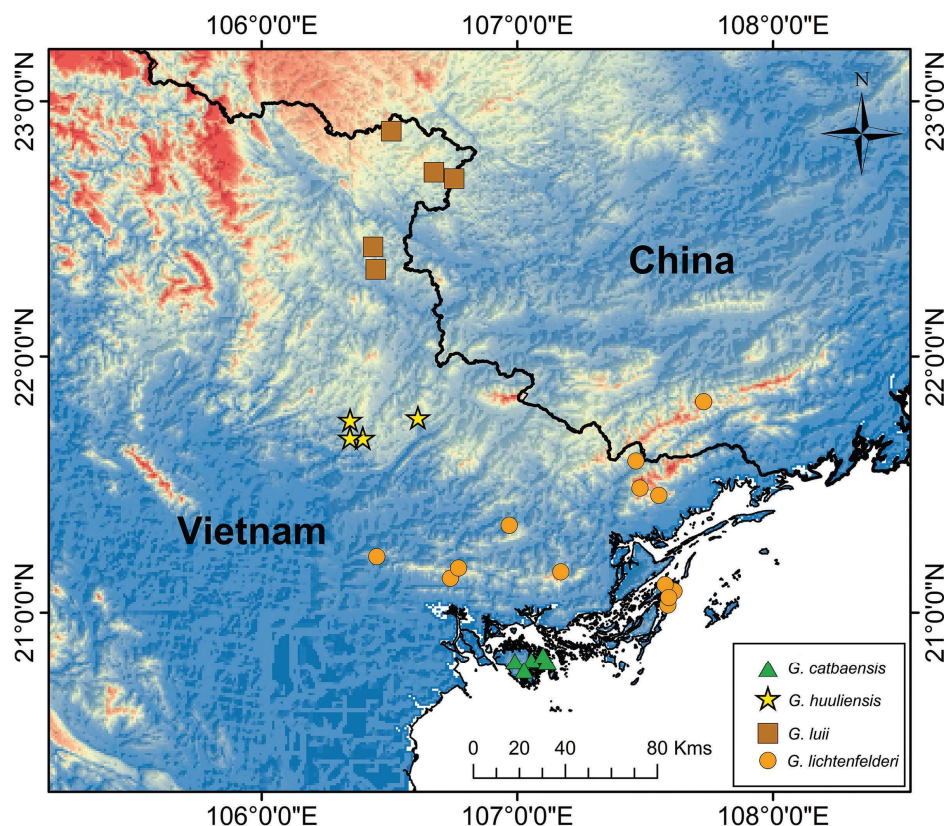 106°0'0"E 107°0'0"E 108°0'0"E
23°0'0"N 23°0'0"N
N
China
22°0'0"N 22°0'0"N
Vietnam
21°0'0"N 21°0'0"N
G. catbaensis
G. huuliensis
G. luii
G. lichtenfelderi
0 20 40 80 Kms
106°0'0"E 107°0'0"E 108°0'0"E